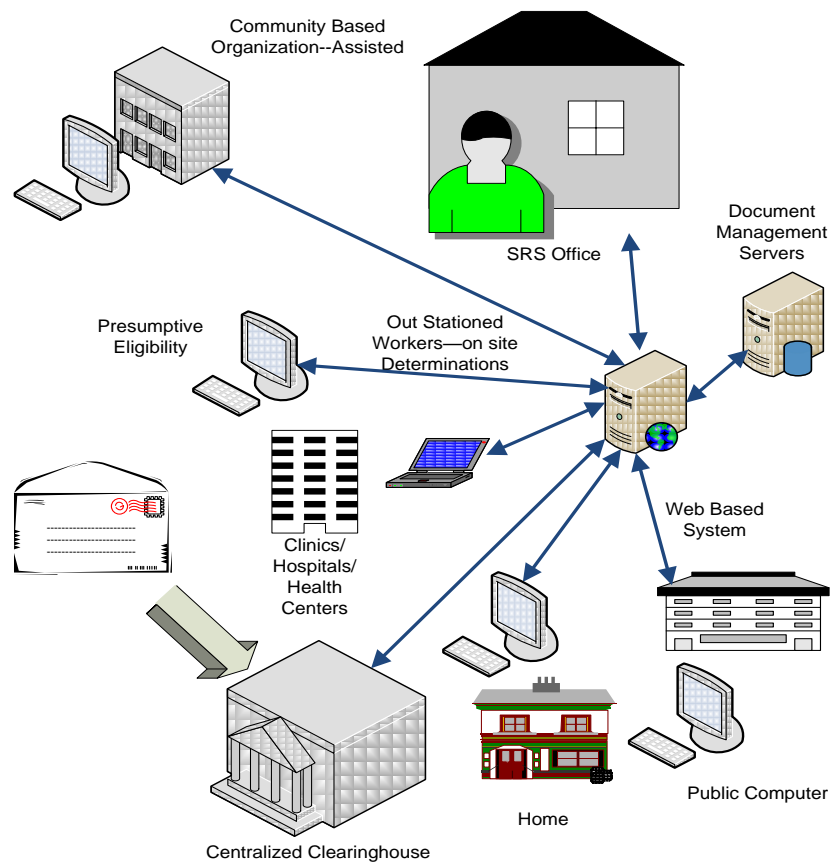 Community Based
Organization--Assisted
SRS Office
Document
Management
Servers
Presumptive
Eligibility
Out Stationed
Workers—on site
Determinations
Clinics/
Hospitals/
Health
Centers
Web Based
System
Public Computer
Home
Centralized Clearinghouse